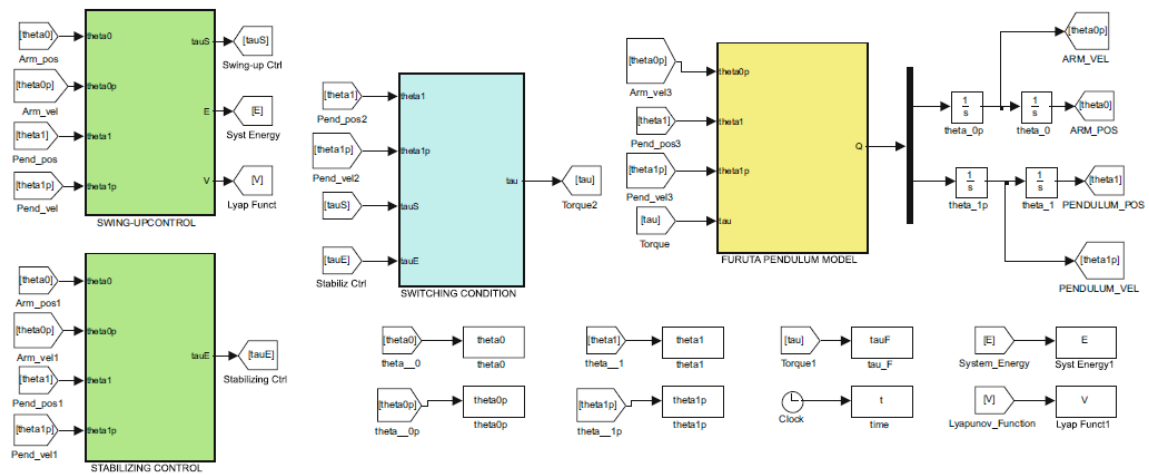 [theta0]
Arm_pos
[theta0p]
Arm_vel
[theta1]
Pend_pos
[theta1p]
Pend_vel
theta0
theta0p
theta1
theta1p
tauS
E
V
SWING-UPCONTROL
[tauS]
Swing-up Ctrl
[E]
Syst Energy
[V]
Lyap Funct
[theta0]
Arm_pos1
[theta0p]
Arm_vel1
[theta1]
Pend_pos1
[theta1p]
Pend_vel1
theta0
theta0p
theta1
theta1p
tauE
STABILIZING CONTROL
[tauE]
Stabilizing Ctrl
[theta1]
Pend_pos2
[theta1p]
Pend_vel2
[tauS]
[tauE]
Stabiliz Ctrl
theta1
theta1p
tauS
tauE
tau
SWITCHING CONDITION
[tau]
Torque2
[theta0p]
Arm_vel3
[theta1]
Pend_pos3
[theta1p]
Pend_vel3
[tau]
Torque
theta0p
theta1
theta1p
tau
Q
FURUTA PENDULUM MODEL
1
s
theta_0p
1
s
theta_0
[theta0p]
ARM_VEL
[theta0]
ARM_POS
1
s
theta_1p
1
s
theta_1
[theta1]
PENDULUM_POS
[theta1p]
PENDULUM_VEL
[theta0]
theta__0
theta0
theta0
[theta1]
theta__1
theta1
theta1
[tau]
Torque1
tauF
tau_F
[E]
System_Energy
E
Syst Energy1
[theta0p]
theta__0p
theta0p
theta0p
[theta1p]
theta__1p
theta1p
theta1p
Clock
t
time
[V]
Lyapunov_Function
V
Lyap Funct1